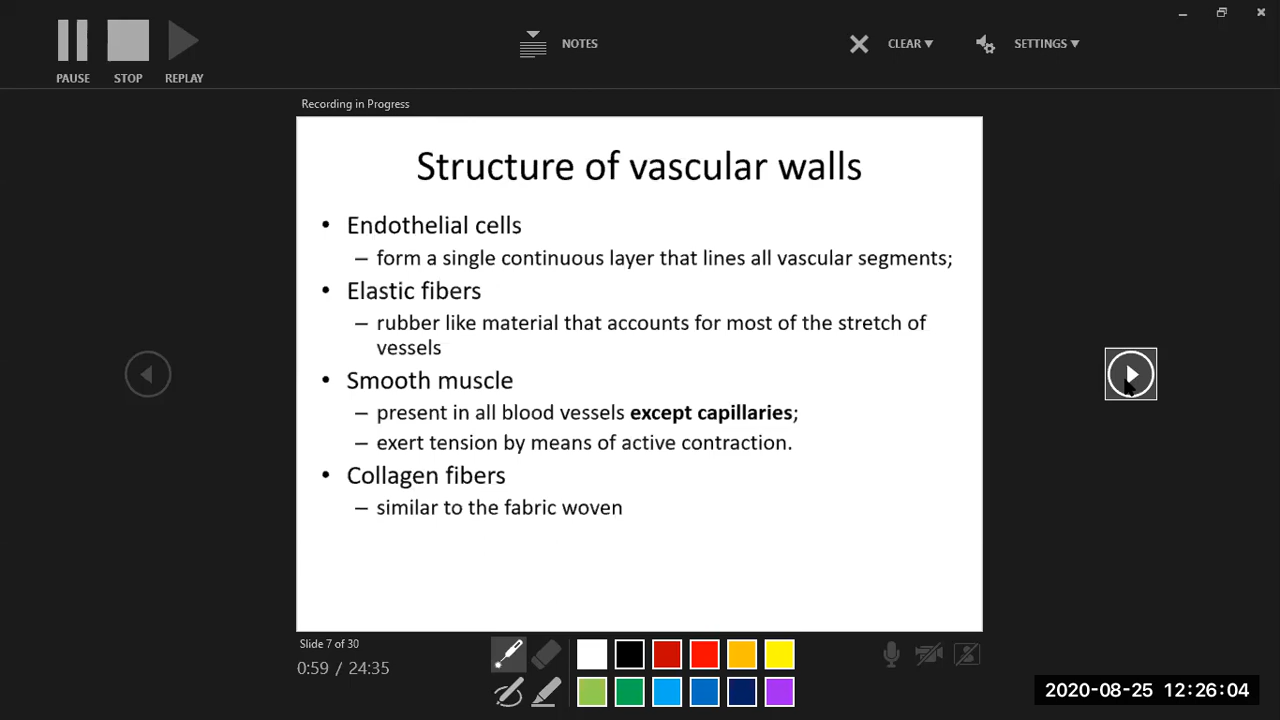 PAUSE STOP REPLAY
NOTES
CLEAR
SETTINGS
Recording in Progress
Structure of vascular walls
• Endothelial cells
– form a single continuous layer that lines all vascular segments;
• Elastic fibers
– rubber like material that accounts for most of the stretch of
vessels
• Smooth muscle
– present in all blood vessels except capillaries;
– exert tension by means of active contraction.
• Collagen fibers
– similar to the fabric woven
Slide 7 of 30
0:59 / 24:35
2020-08-25 12:26:04